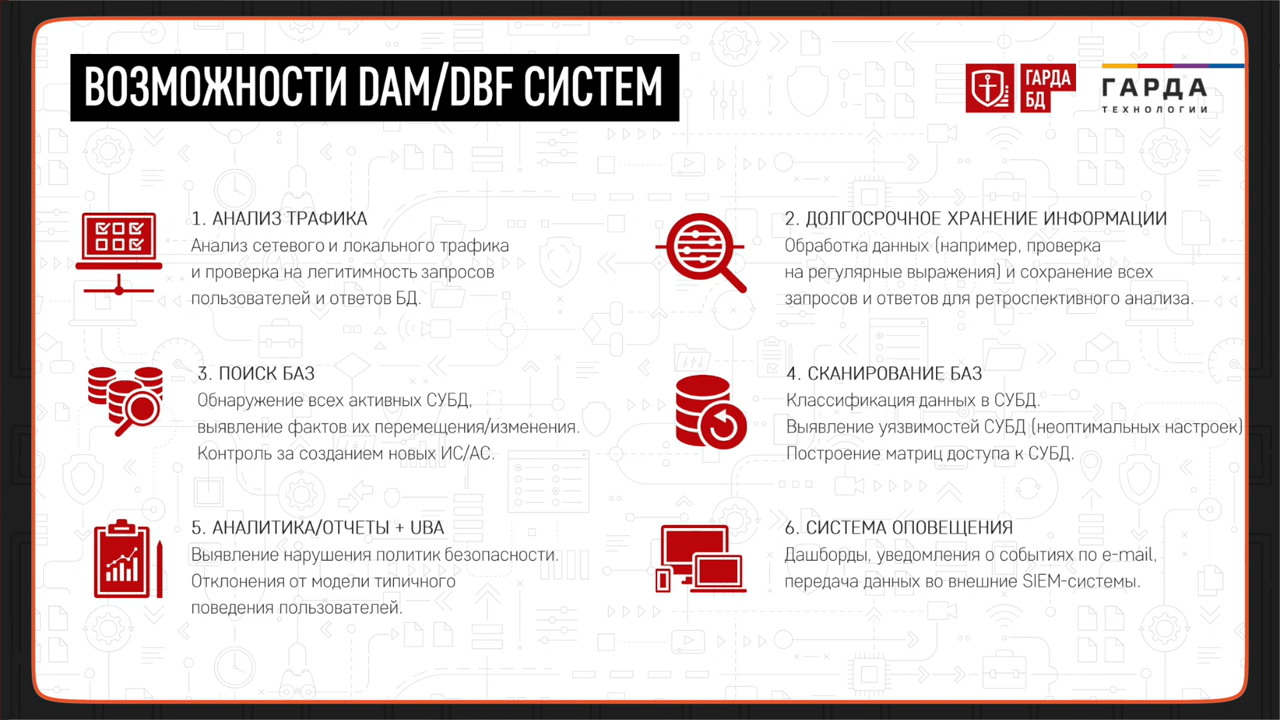 ВОЗМОЖНОСТИ DAM/DBF СИСТЕМ
ГАРДА
БД
ГАРДА
ТЕХНОЛОГИИ
1. АНАЛИЗ ТРАФИКА
Анализ сетевого и локального трафика
и проверка на легитимность запросов
пользователей и ответов БД.
2. ДОЛГОСРОЧНОЕ ХРАНЕНИЕ ИНФОРМАЦИИ
Обработка данных (например, проверка
на регулярные выражения) и сохранение всех
запросов и ответов для ретроспективного анализа.
3. ПОИСК БАЗ
Обнаружение всех активных СУБД,
выявление фактов их перемещения/изменения.
Контроль за созданием новых ИС/АС.
4. СКАНИРОВАНИЕ БАЗ
Классификация данных в СУБД.
Выявление уязвимостей СУБД (неоптимальных настроек)
Построение матриц доступа к СУБД.
5. АНАЛИТИКА/ОТЧЕТЫ + UBA
Выявление нарушения политик безопасности.
Отклонения от модели типичного
поведения пользователей.
6. СИСТЕМА ОПОВЕЩЕНИЯ
Дашборды, уведомления о событиях по e-mail,
передача данных во внешние SIEM-системы.